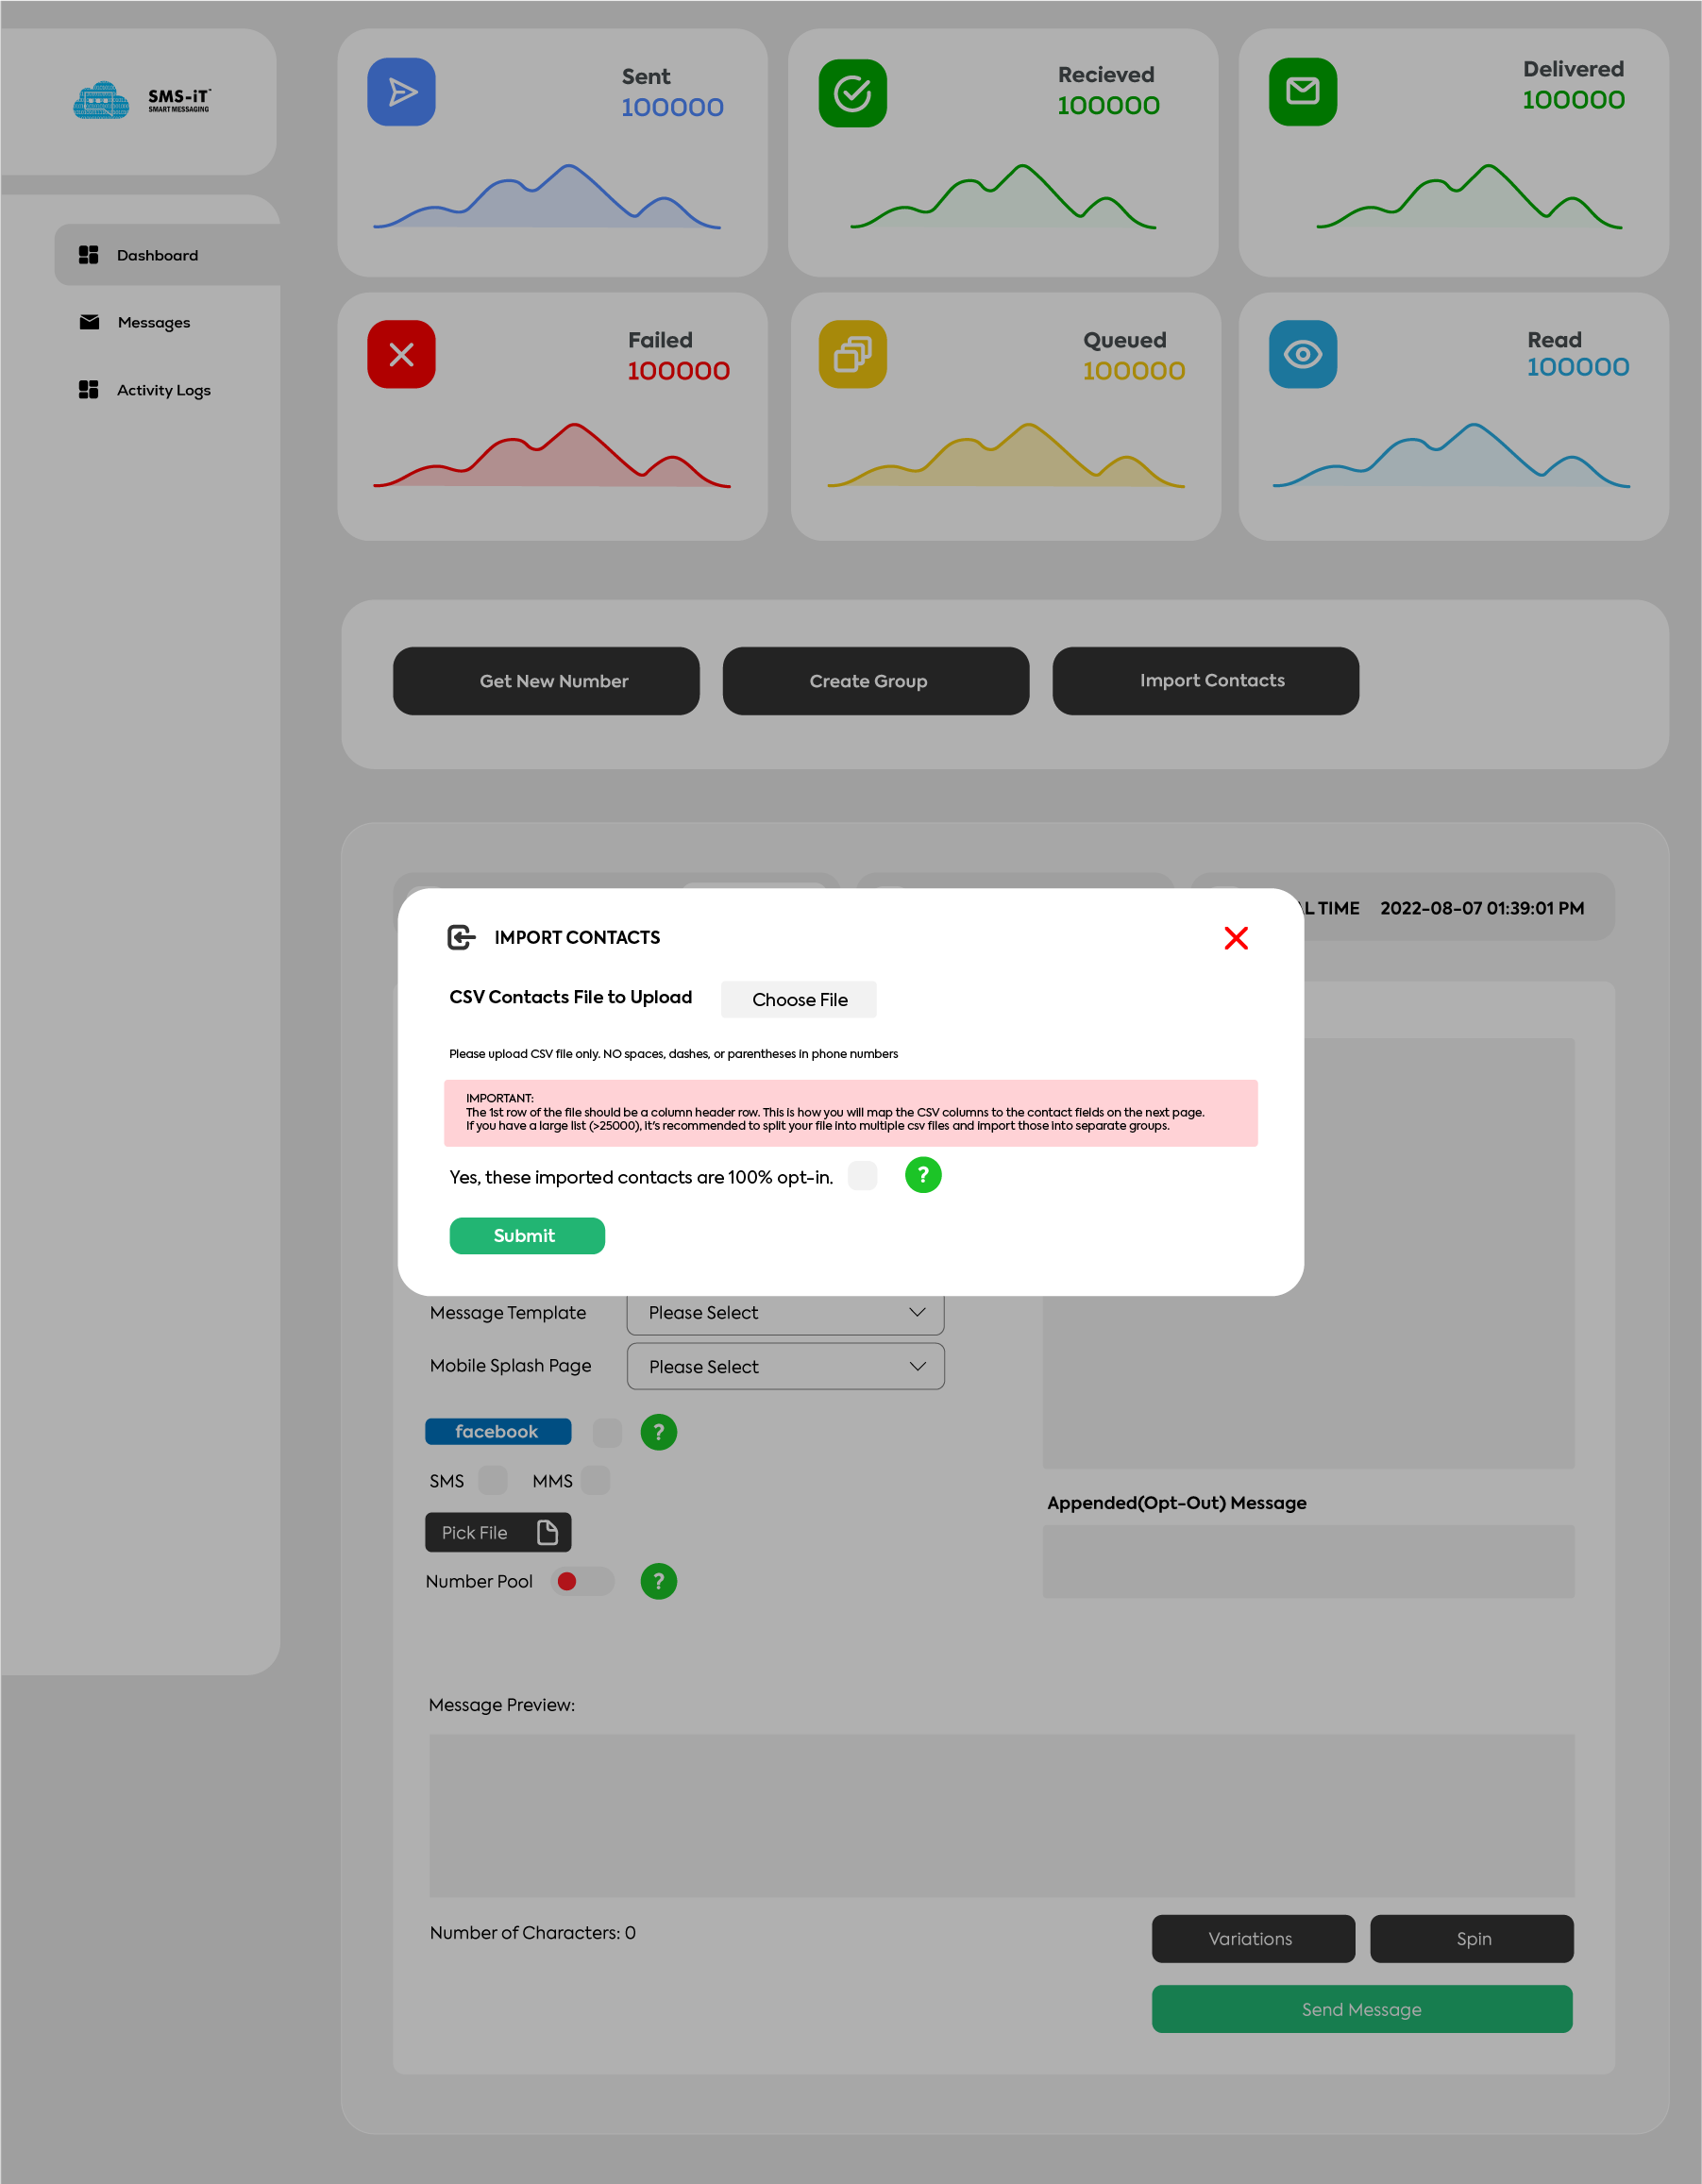 SMS-iT
SMART MESSAGING
Dashboard
Messages
Activity Logs
Sent
100000
Recieved
100000
Delivered
100000
Failed
100000
Queued
100000
Read
100000
Get New Number
Create Group
Import Contacts
L TIME 2022-08-07 01:39:01 PM
IMPORT CONTACTS
CSV Contacts File to Upload
Choose File
Please upload CSV file only. NO spaces, dashes, or parentheses in phone numbers
IMPORTANT:
The 1st row of the file should be a column header row. This is how you will map the CSV columns to the contact fields on the next page.
If you have a large list (>25000), it's recommended to split your file into multiple csv files and import those into separate groups.
Yes, these imported contacts are 100% opt-in.
?
Submit
Message Template
Please Select
Mobile Splash Page
Please Select
facebook
?
SMS
MMS
Pick File
Number Pool
?
Appended(Opt-Out) Message
Message Preview:
Number of Characters: 0
Variations
Spin
Send Message